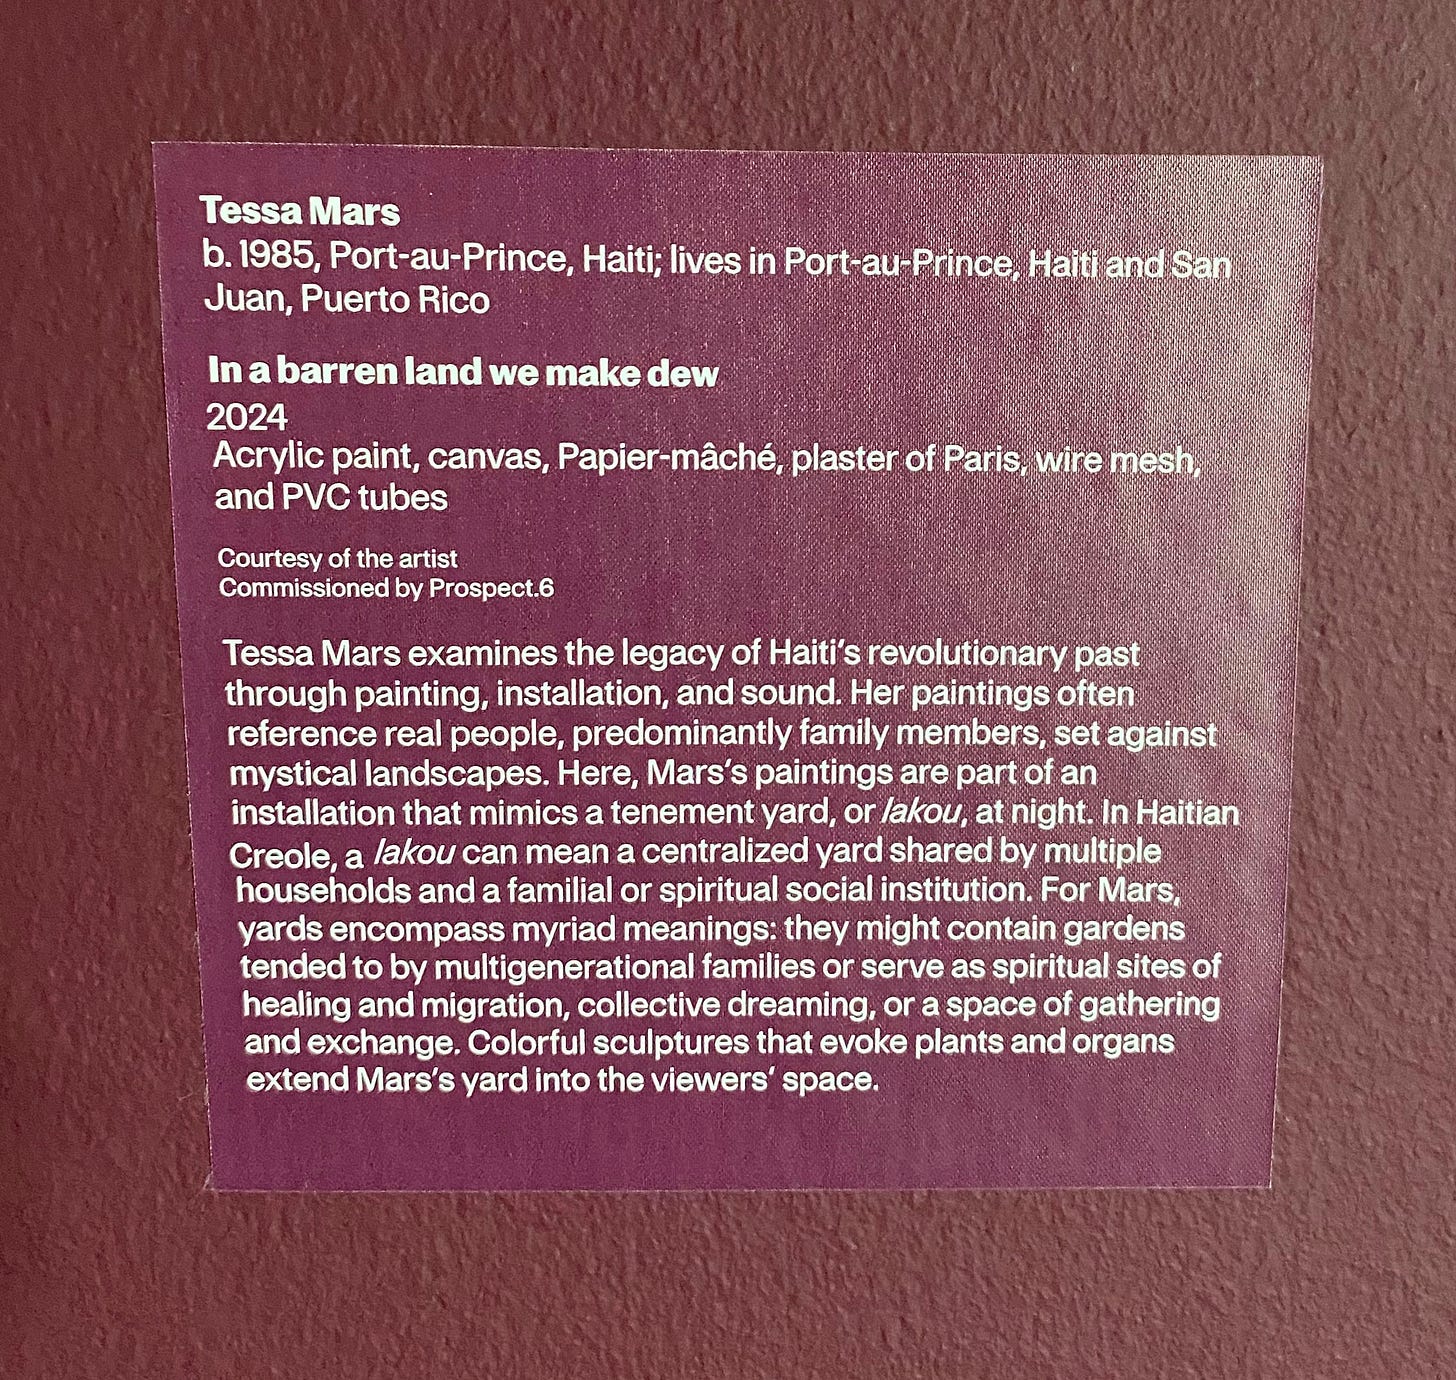 Tessa Mars
b. 1985, Port-au-Prince, Haiti; lives in Port-au-Prince, Haiti and San
Juan, Puerto Rico
In a barren land we make dew
2024
Acrylic paint, canvas, Papier-mâché, plaster of Paris, wire mesh,
and PVC tubes
Courtesy of the artist
Commissioned by Prospect.6
Tessa Mars examines the legacy of Haiti’s revolutionary past
through painting, installation, and sound. Her paintings often
reference real people, predominantly family members, set against
mystical landscapes. Here, Mars’s paintings are part of an
installation that mimics a tenement yard, or lakou, at night. In Haitian
Creole, a lakou can mean a centralized yard shared by multiple
households and a familial or spiritual social institution. For Mars,
yards encompass myriad meanings: they might contain gardens
tended to by multigenerational families or serve as spiritual sites of
healing and migration, collective dreaming, or a space of gathering
and exchange. Colorful sculptures that evoke plants and organs
extend Mars’s yard into the viewers‘ space.